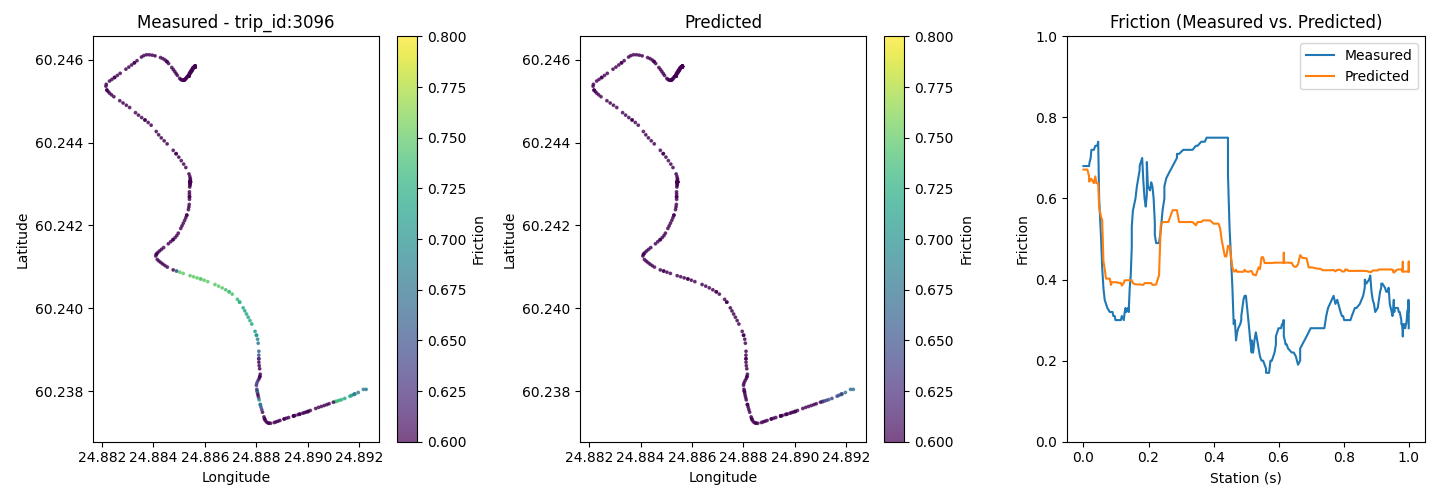 Measured - trip_id:3096
Latitude
60.246
60.244
60.242
60.240
60.238
24.882 24.884 24.886 24.888 24.890 24.892
Longitude
0.800
0.775
0.750
0.725
0.700
0.675
0.650
0.625
0.600
Friction
Predicted
Latitude
60.246
60.244
60.242
60.240
60.238
24.882 24.884 24.886 24.888 24.890 24.892
Longitude
0.800
0.775
0.750
0.725
0.700
0.675
0.650
0.625
0.600
Friction
Friction (Measured vs. Predicted)
Measured
Predicted
Friction
1.0
0.8
0.6
0.4
0.2
0.0
0.0 0.2 0.4 0.6 0.8 1.0
Station (s)